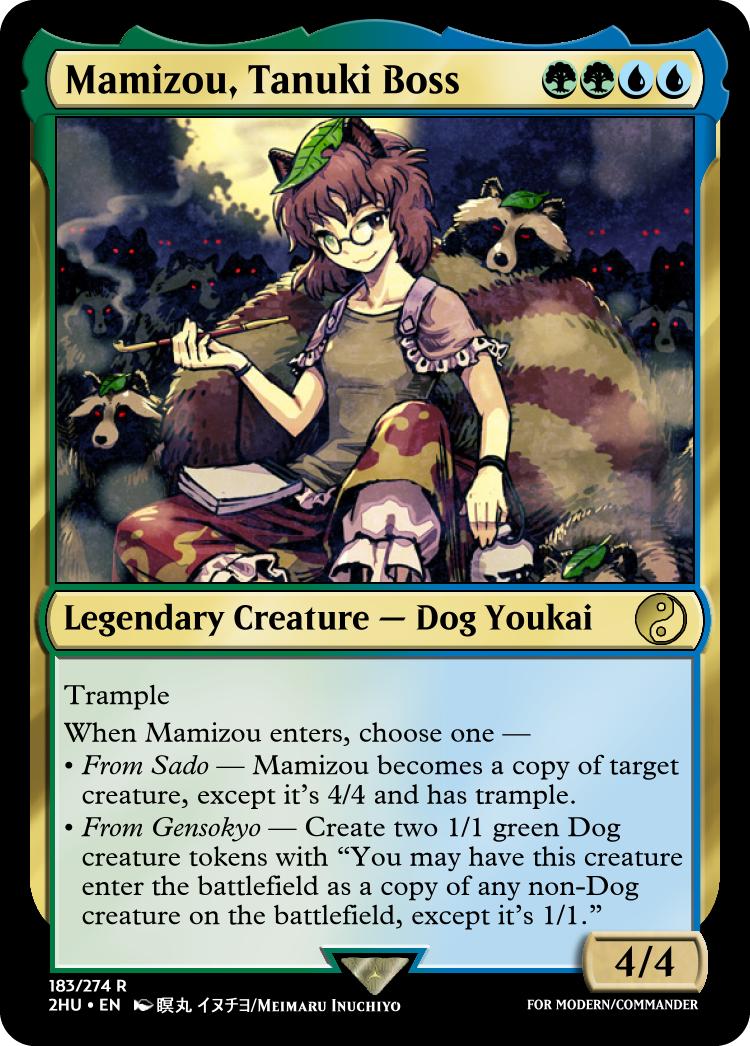 Mamizou, Tanuki Boss
Legendary Creature — Dog Youkai
Trample
When Mamizou enters, choose one —
• From Sado — Mamizou becomes a copy of target
creature, except it's 4/4 and has trample.
• From Gensokyo — Create two 1/1 green Dog
creature tokens with “You may have this creature
enter the battlefield as a copy of any non-Dog
creature on the battlefield, except it's 1/1.”
4/4
183/274 R
2HU • EN 瞑丸 イヌチヨ/Meimaru Inuchiyo
FOR MODERN/COMMANDER